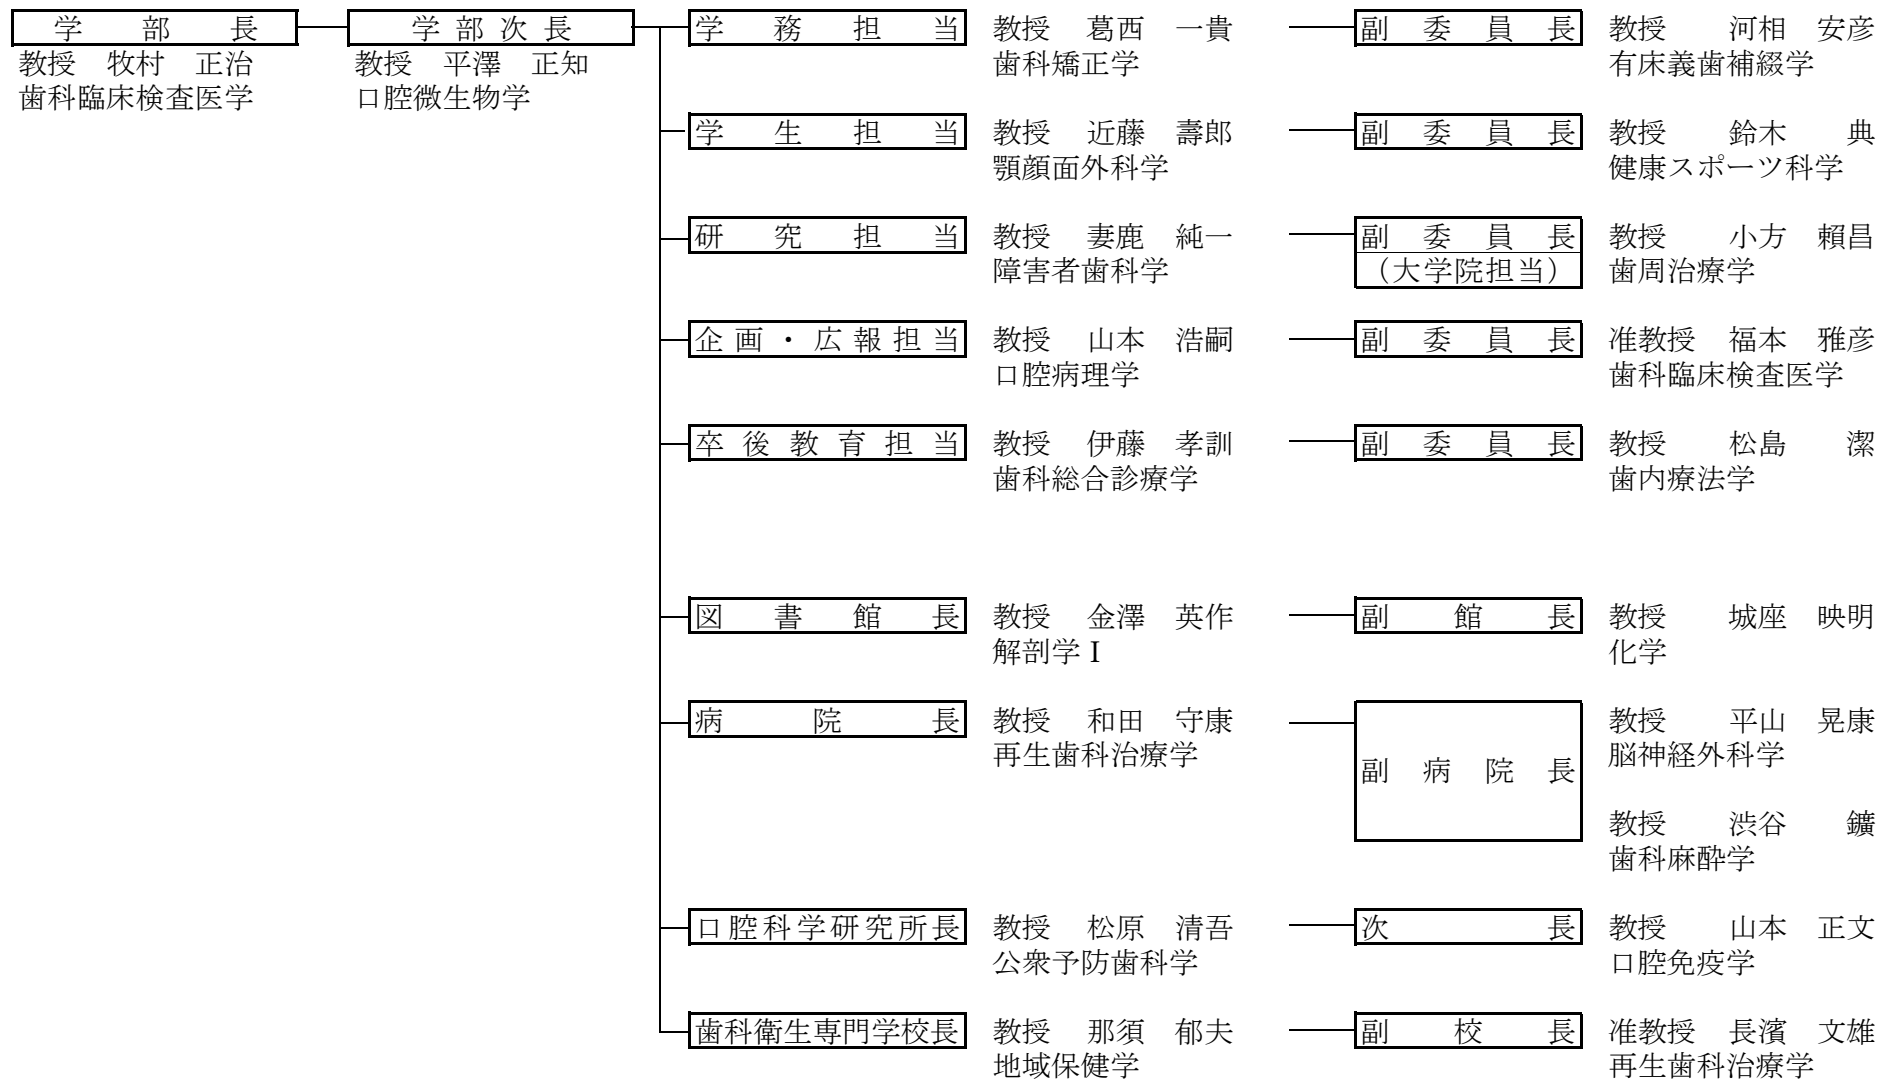 学部長 学部次長 学務担当 教授 葛西 一貴 副委員長 教授 河相 安彦
教授 牧村 正治 教授 平澤 正知 歯科矯正学 有床義歯補綴学
歯科臨床検査医学 口腔微生物学
学生担当 教授 近藤 壽郎 副委員長 教授 鈴木 典
顎顔面外科学 健康スポーツ科学
研究担当 教授 妻鹿 純一 副委員長 教授 小方 頼昌
障害者歯科学 （大学院担当） 歯周治療学
企画・広報担当 教授 山本 浩嗣 副委員長 准教授 福本 雅彦
口腔病理学 歯科臨床検査医学
卒後教育担当 教授 伊藤 孝訓 副委員長 教授 松島 潔
歯科総合診療学 歯内療法学
図書館長 教授 金澤 英作 副館長 教授 城座 映明
解剖学Ⅰ 化学
病院長 教授 和田 守康 教授 平山 晃康
再生歯科治療学 脳神経外科学
副病院長
教授 渋谷 鑛
歯科麻酔学
口腔科学研究所長 教授 松原 清吾 次長 教授 山本 正文
公衆予防歯科学 口腔免疫学
歯科衛生専門学校長 教授 那須 郁夫 副校長 准教授 長濱 文雄
地域保健学 再生歯科治療学